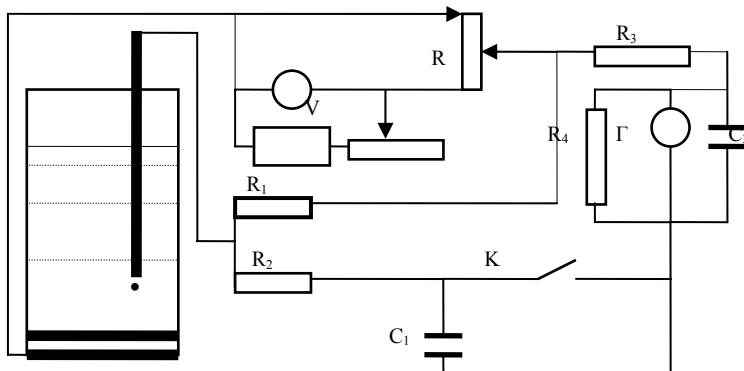 R₃
R
V
R₄
Г
C₂
R₁
R₂
K
C₁